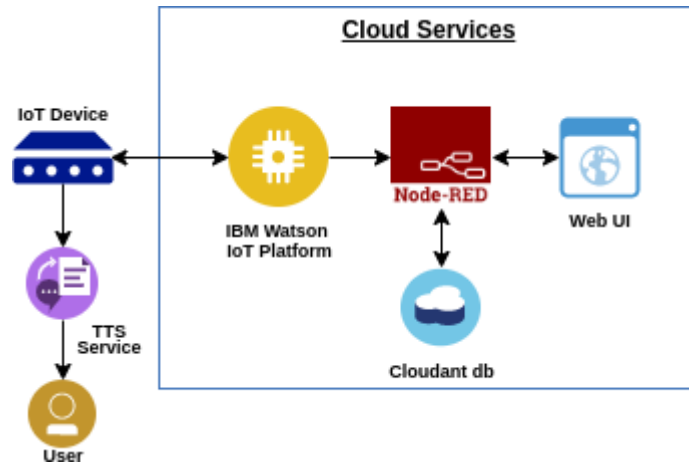 Cloud Services
IoT Device
Node-RED
IBM Watson
IoT Platform
Web UI
TTS
Service
Cloudant db
User